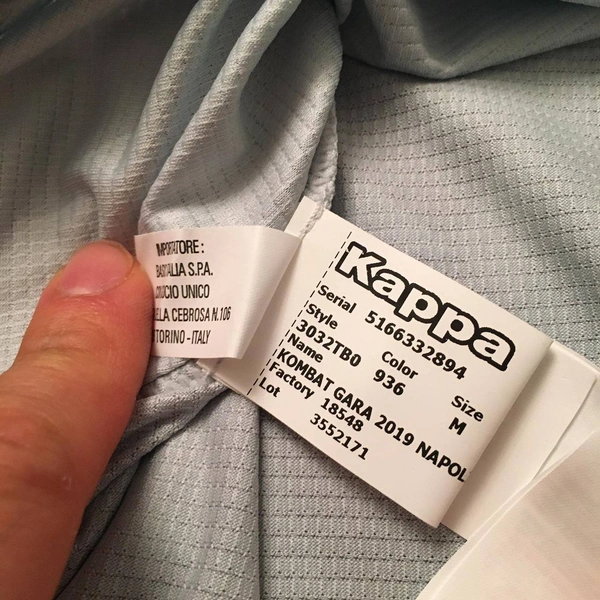 IMPORTATORE:
S.P.A.
UNICO
CEBROSA N.106
TORINO-ITALY
Kappa
Serial 5166332894
Style Color Size
3032TB0 936 M
Name
KOMBAT GARA 2019 NAPOL
Factory 18548
Lot 3552171